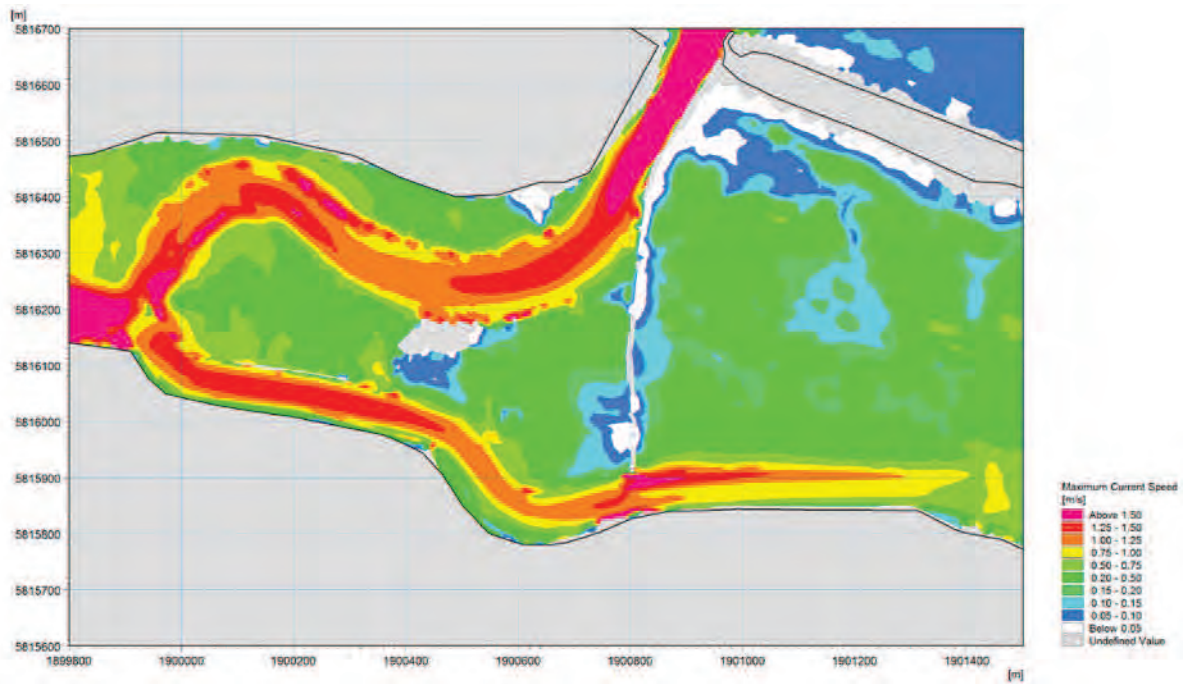 [m]
5816700
5816600
5816500
5816400
5816300
5816200
5816100
5816000
5815900
5815800
5815700
5815600
1899800 1900000 1900200 1900400 1900600 1900800 1901000 1901200 1901400
[m]
Maximum Current Speed
[m/s]
Above 1.50
1.25 - 1.50
1.00 - 1.25
0.75 - 1.00
0.50 - 0.75
0.20 - 0.50
0.15 - 0.20
0.10 - 0.15
0.05 - 0.10
Below 0.05
Undefined Value